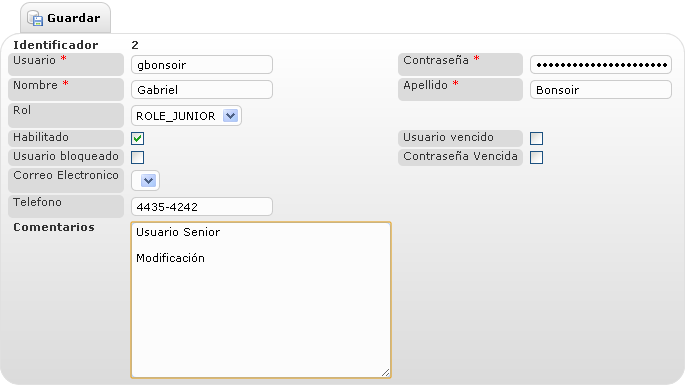 Guardar
Identificador 2
Usuario * gbonsoir Contraseña * ••••••••••••••••••••••
Nombre * Gabriel Apellido * Bonsoir
Rol ROLE_JUNIOR
Habilitado Usuario vencido
Usuario bloqueado Contraseña Vencida
Correo Electronico
Telefono 4435-4242
Comentarios Usuario Senior
Modificación